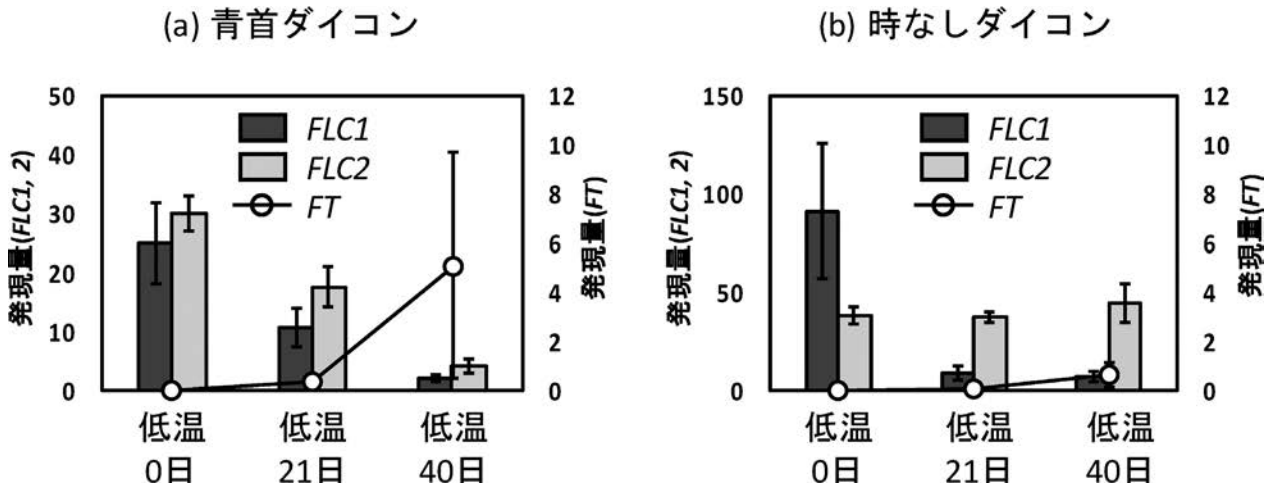 (a) 青首ダイコン
50
40
30
20
10
0
発現量(FLC1, 2)
FLC1
FLC2
FT
12
10
8
6
4
2
0
発現量(FT)
低温
0日
低温
21日
低温
40日
(b) 時なしダイコン
150
100
50
0
発現量(FLC1, 2)
FLC1
FLC2
FT
12
10
8
6
4
2
0
発現量(FT)
低温
0日
低温
21日
低温
40日